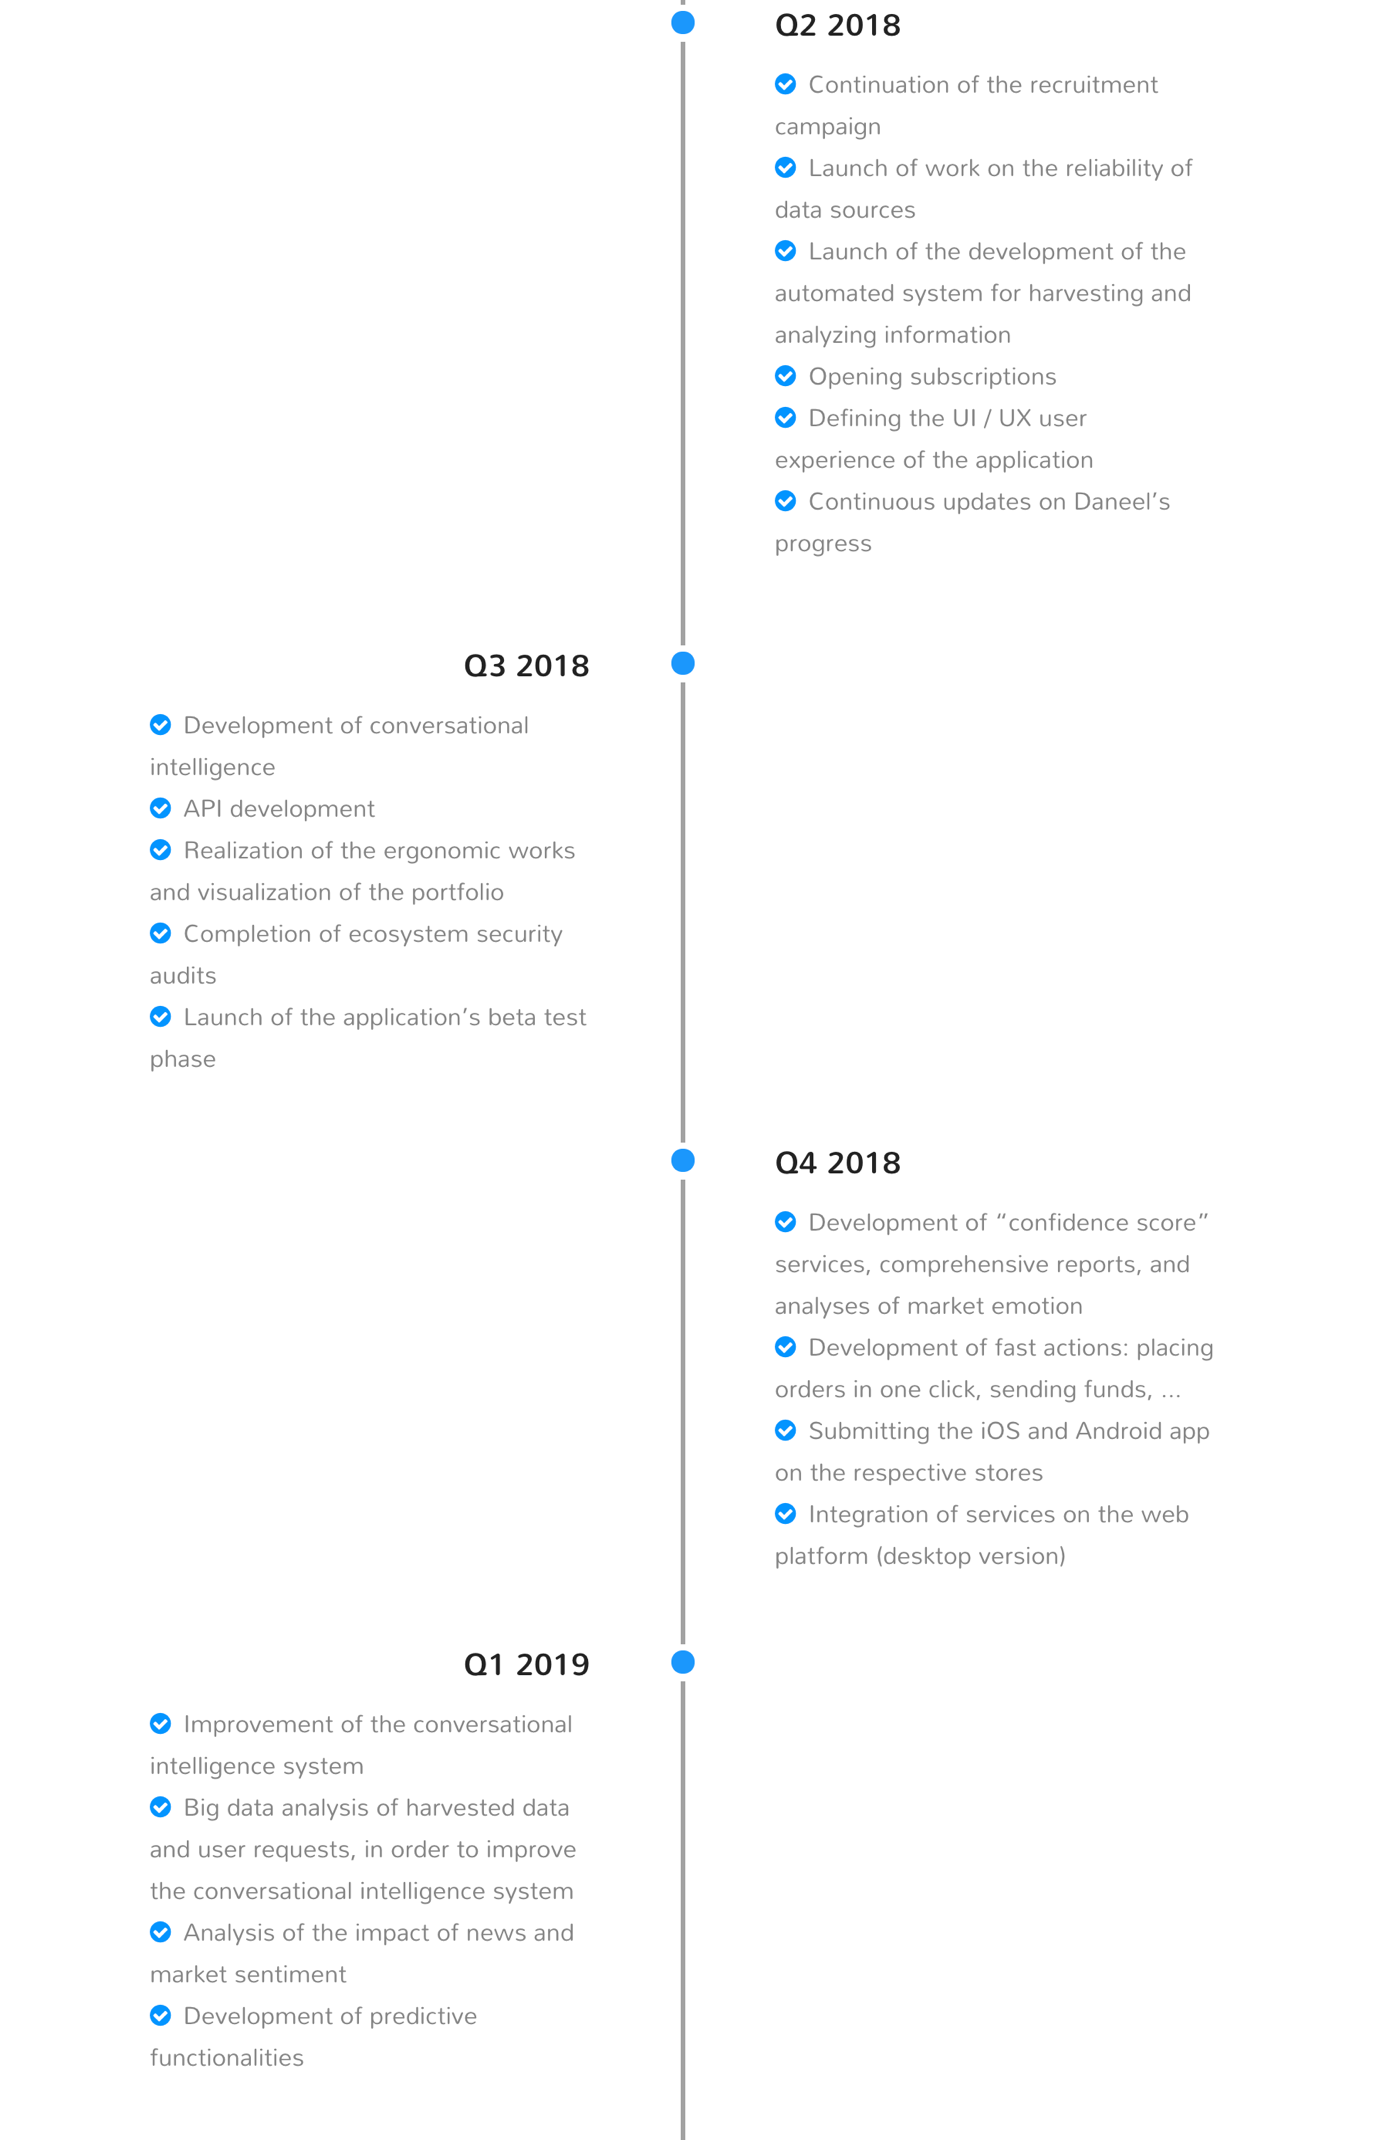 Q2 2018
Continuation of the recruitment
campaign
Launch of work on the reliability of
data sources
Launch of the development of the
automated system for harvesting and
analyzing information
Opening subscriptions
Defining the UI / UX user
experience of the application
Continuous updates on Daneel’s
progress
Q3 2018
Development of conversational
intelligence
API development
Realization of the ergonomic works
and visualization of the portfolio
Completion of ecosystem security
audits
Launch of the application’s beta test
phase
Q4 2018
Development of “confidence score”
services, comprehensive reports, and
analyses of market emotion
Development of fast actions: placing
orders in one click, sending funds, ...
Submitting the iOS and Android app
on the respective stores
Integration of services on the web
platform (desktop version)
Q1 2019
Improvement of the conversational
intelligence system
Big data analysis of harvested data
and user requests, in order to improve
the conversational intelligence system
Analysis of the impact of news and
market sentiment
Development of predictive
functionalities